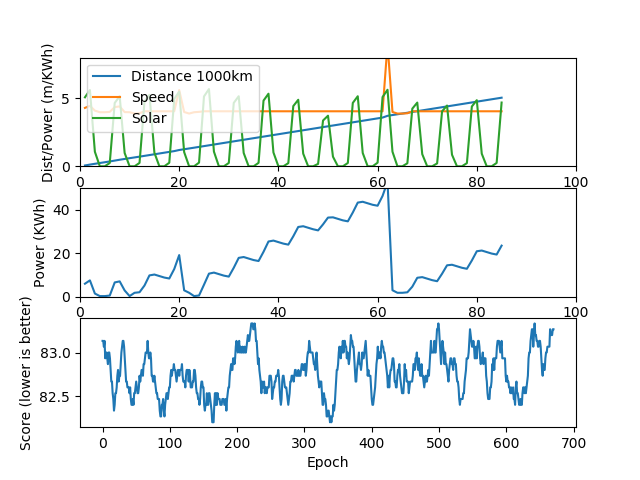 Dist/Power (m/KWh)
5
0
Distance 1000km
Speed
Solar
0 20 40 60 80 100
Power (KWh)
40
20
0
0 20 40 60 80 100
Score (lower is better)
83.0
82.5
0 100 200 300 400 500 600 700
Epoch